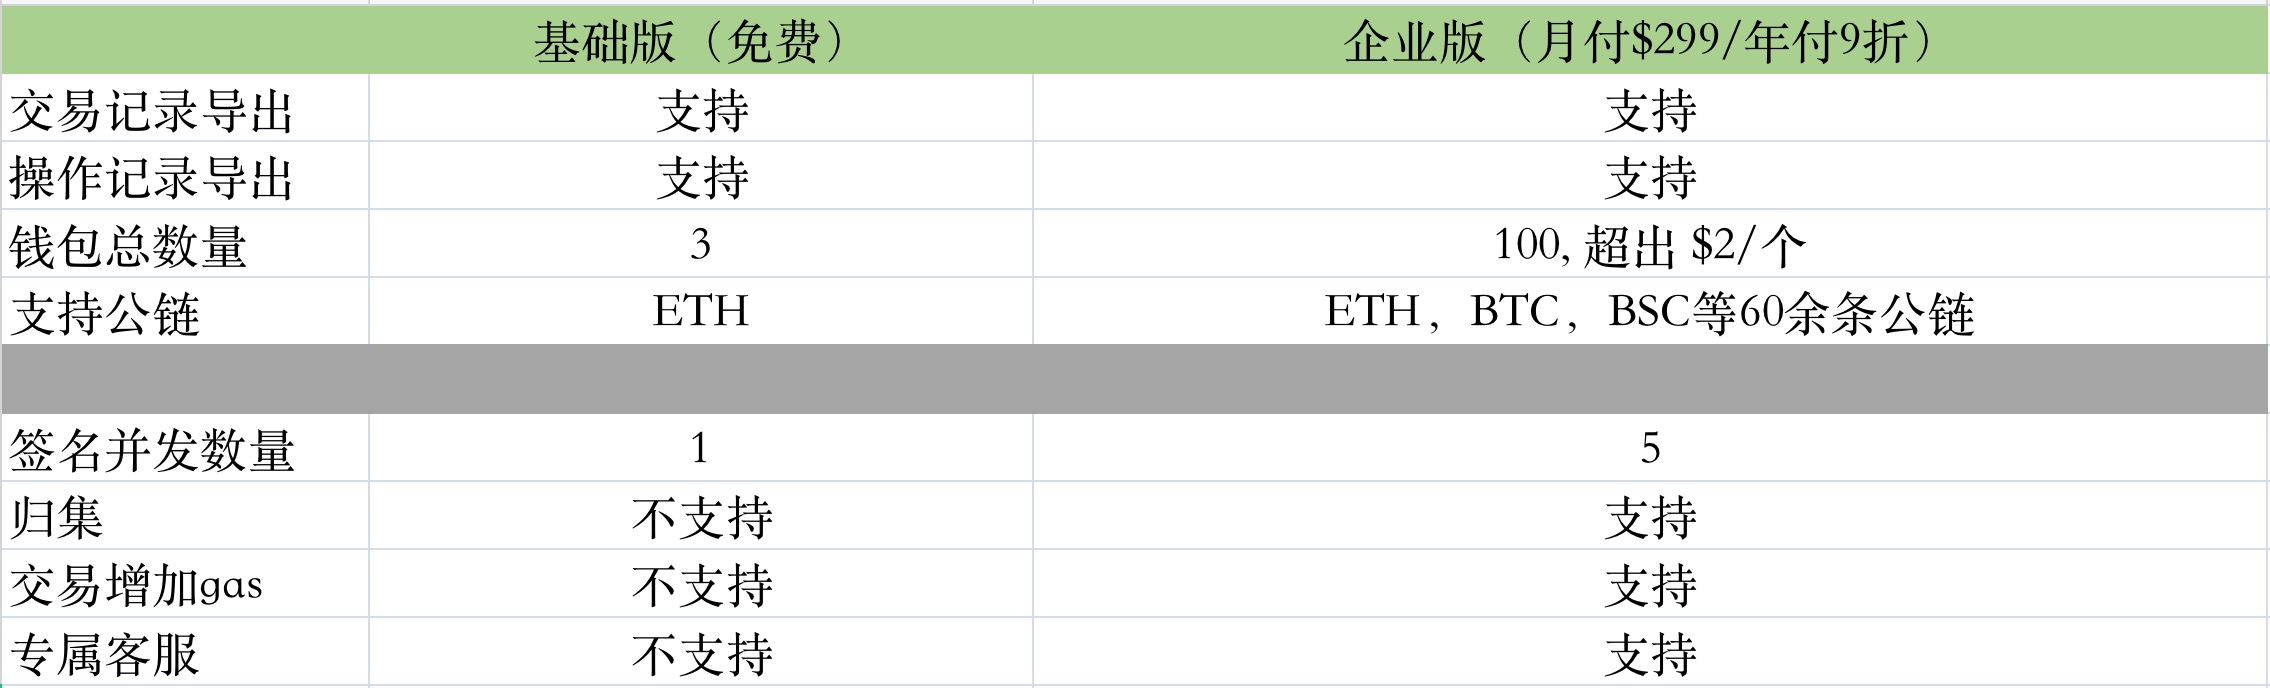 基础版（免费） 企业版（月付$299/年付9折）
交易记录导出 支持 支持
操作记录导出 支持 支持
钱包总数量 3 100, 超出 $2/个
支持公链 ETH ETH，BTC，BSC等60余条公链
签名并发数量 1 5
归集 不支持 支持
交易增加gas 不支持 支持
专属客服 不支持 支持